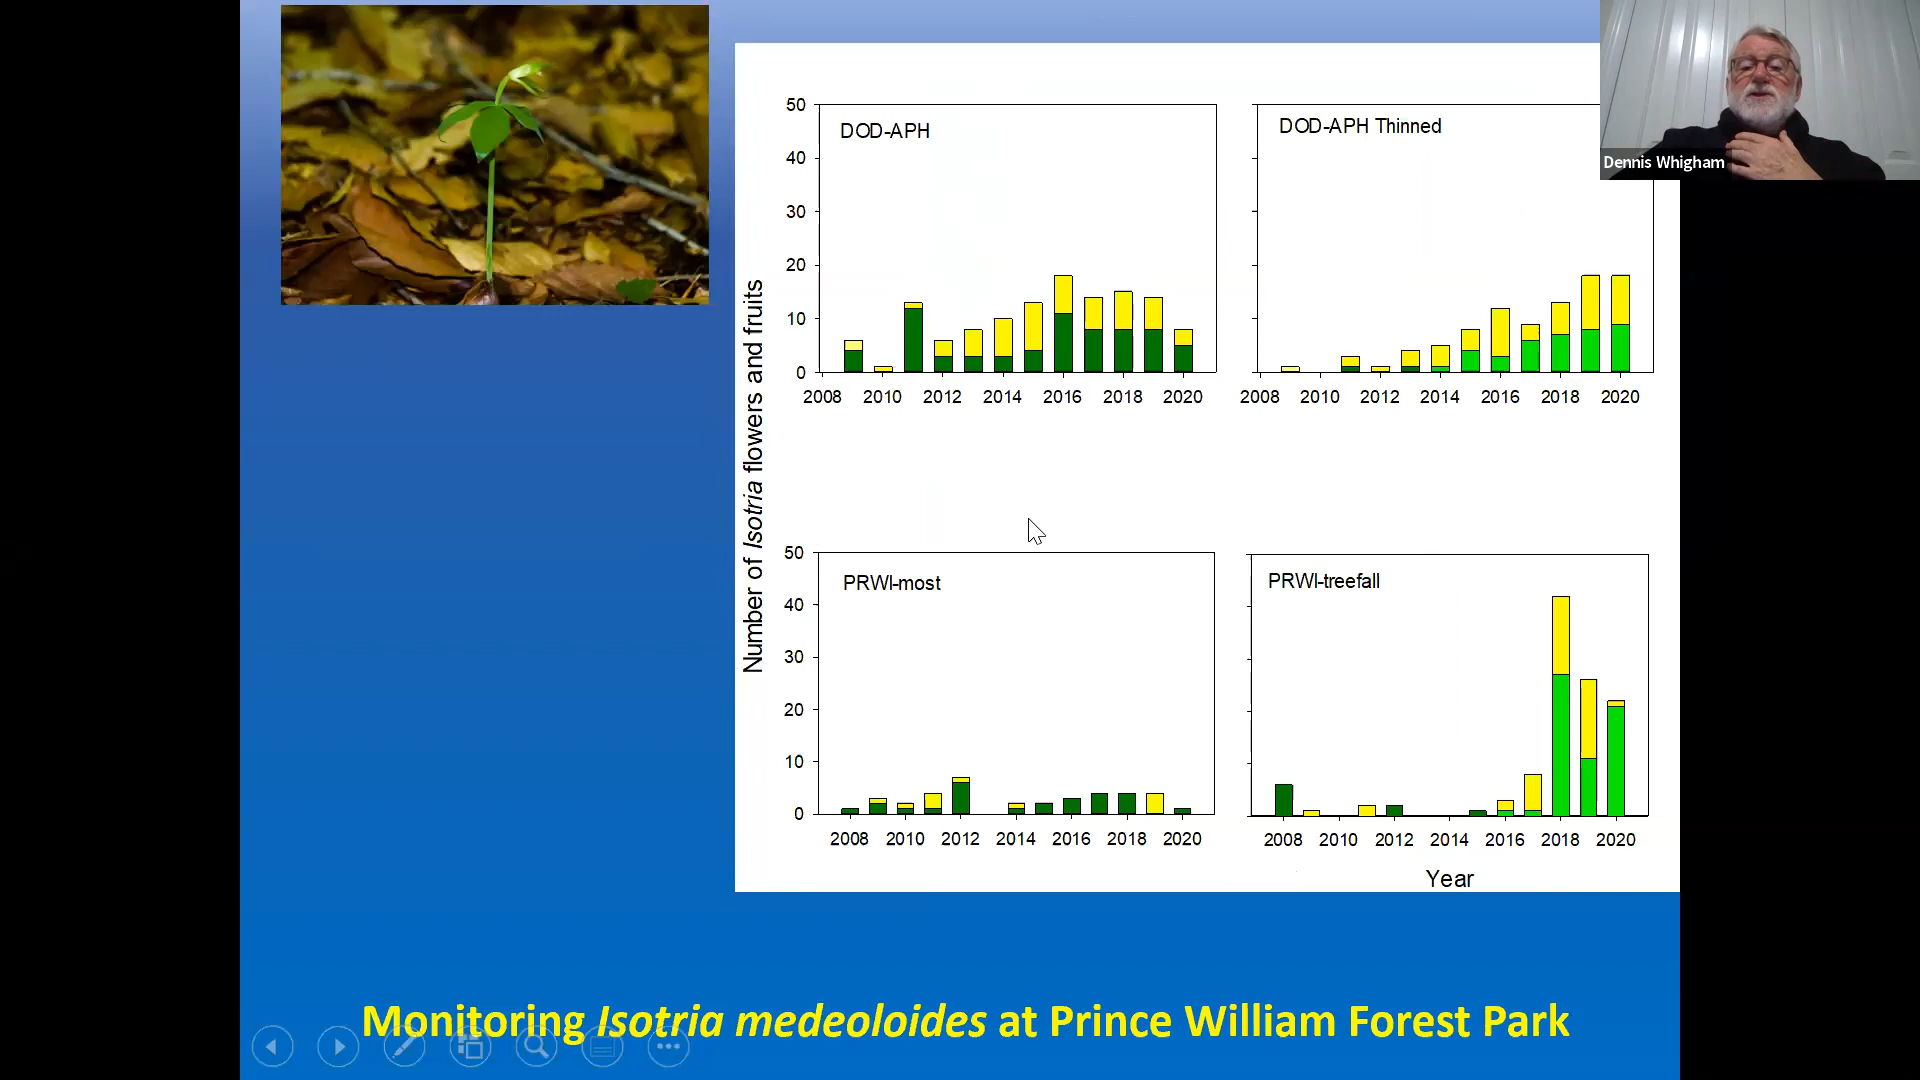 Dennis Whigham
Number of Isotria flowers and fruits
DOD-APH
50
40
30
20
10
0
2008 2010 2012 2014 2016 2018 2020
DOD-APH Thinned
2008 2010 2012 2014 2016 2018 2020
PRWI-most
50
40
30
20
10
0
2008 2010 2012 2014 2016 2018 2020
PRWI-treefall
2008 2010 2012 2014 2016 2018 2020
Year
Monitoring Isotria medeoloides at Prince William Forest Park